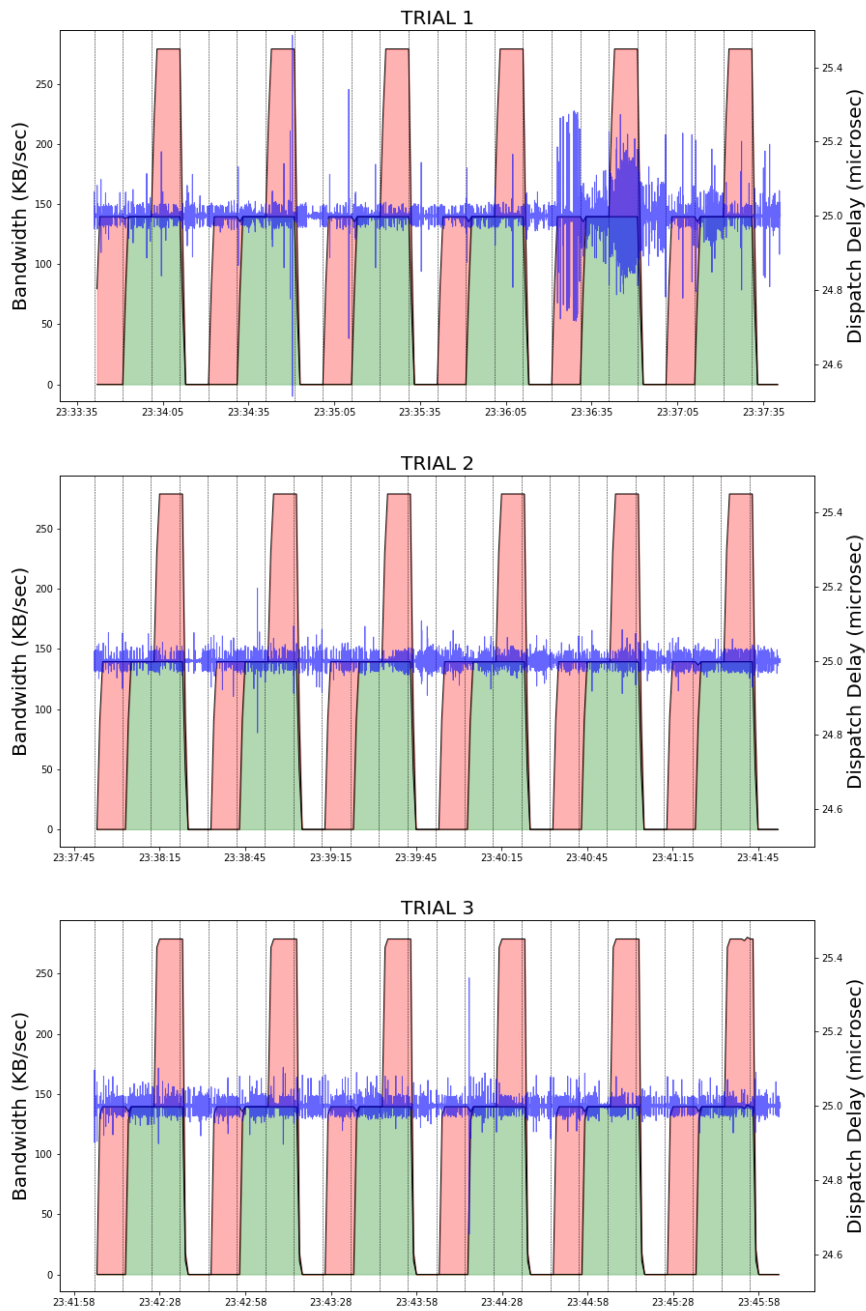 TRIAL 1
Bandwidth (KB/sec)
250
200
150
100
50
0
25.4
25.2
25.0
24.8
24.6
Dispatch Delay (microsec)
23:33:35 23:34:05 23:34:35 23:35:05 23:35:35 23:36:05 23:36:35 23:37:05 23:37:35
TRIAL 2
Bandwidth (KB/sec)
250
200
150
100
50
0
25.4
25.2
25.0
24.8
24.6
Dispatch Delay (microsec)
23:37:45 23:38:15 23:38:45 23:39:15 23:39:45 23:40:15 23:40:45 23:41:15 23:41:45
TRIAL 3
Bandwidth (KB/sec)
250
200
150
100
50
0
25.4
25.2
25.0
24.8
24.6
Dispatch Delay (microsec)
23:41:58 23:42:28 23:42:58 23:43:28 23:43:58 23:44:28 23:44:58 23:45:28 23:45:58